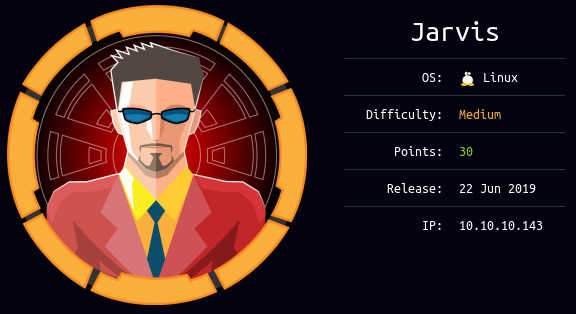 Jarvis
OS: Linux
Difficulty: Medium
Points: 30
Release: 22 Jun 2019
IP: 10.10.10.143